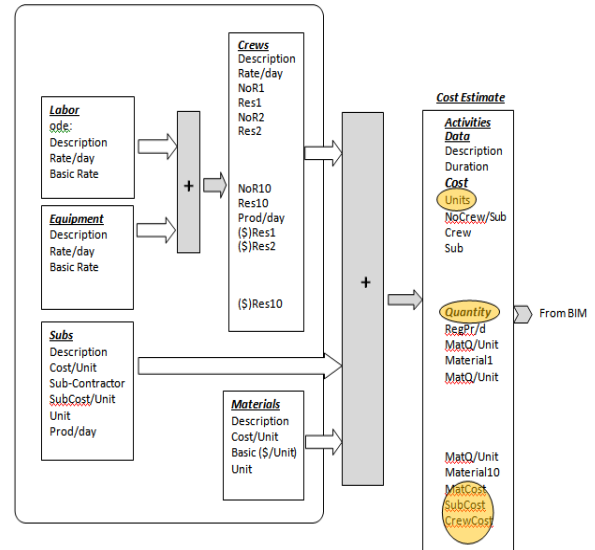 Labor
ode:
Description
Rate/day
Basic Rate
Equipment
Description
Rate/day
Basic Rate
Subs
Description
Cost/Unit
Sub-Contractor
SubCost/Unit
Unit
Prod/day
+
Crews
Description
Rate/day
NoR1
Res1
NoR2
Res2
NoR10
Res10
Prod/day
($)Res1
($)Res2
($)Res10
Materials
Description
Cost/Unit
Basic ($/Unit)
Unit
+
Cost Estimate
Activities
Data
Description
Duration
Cost
Units
NoCrew/Sub
Crew
Sub
Quantity
RegPr/d
MatQ/Unit
Material1
MatQ/Unit
MatQ/Unit
Material10
MatCost
SubCost
CrewCost
From BIM